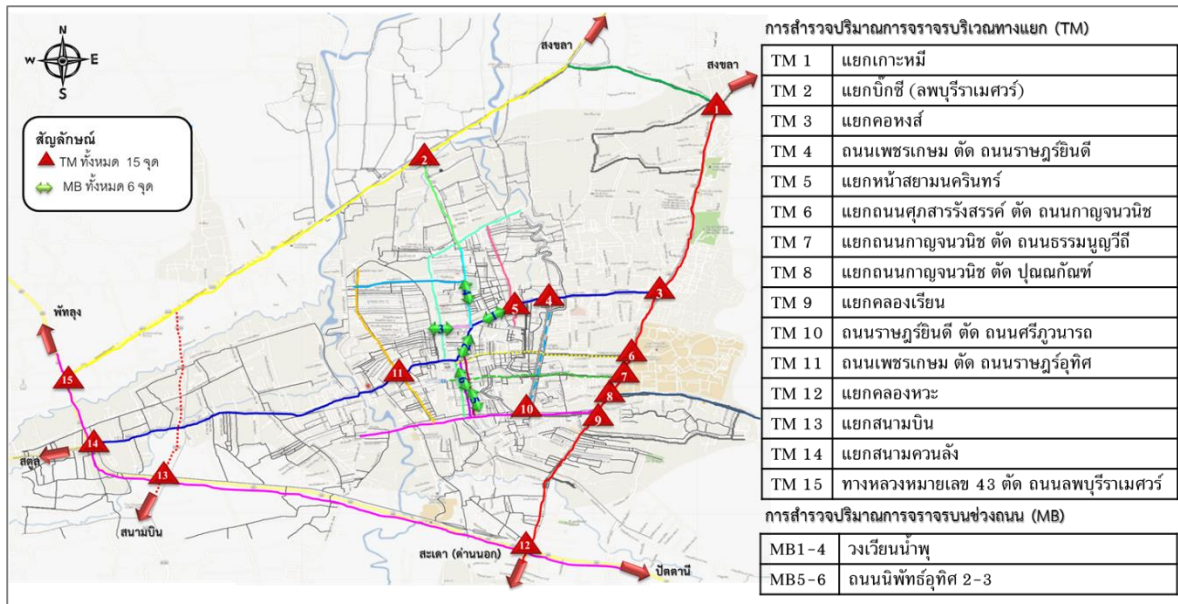 N
W E
S
สัญลักษณ์
TM ทั้งหมด 15 จุด
MB ทั้งหมด 6 จุด
สงขลา
สงขลา
พัทลุง
สตูล
สนามบิน
สะเดา (ด่านนอก)
ปัตตานี
1
2
3
4
5
6
7
8
9
10
11
12
13
14
15
การสำรวจปริมาณการจราจรบริเวณทางแยก (TM)
TM 1 แยกเกาะหมี
TM 2 แยกบิ๊กซี (ลพบุรีราเมศวร์)
TM 3 แยกคอหงส์
TM 4 ถนนเพชรเกษม ตัด ถนนราษฎร์ยินดี
TM 5 แยกหน้าสยามนครินทร์
TM 6 แยกถนนศุภสารรังสรรค์ ตัด ถนนกาญจนวนิช
TM 7 แยกถนนกาญจนวนิช ตัด ถนนธรรมนูญวิถี
TM 8 แยกถนนกาญจนวนิช ตัด ปุณณกัณฑ์
TM 9 แยกคลองเรียน
TM 10 ถนนราษฎร์ยินดี ตัด ถนนศรีภูวนารถ
TM 11 ถนนเพชรเกษม ตัด ถนนราษฎร์อุทิศ
TM 12 แยกคลองหวะ
TM 13 แยกสนามบิน
TM 14 แยกสนามควนลัง
TM 15 ทางหลวงหมายเลข 43 ตัด ถนนลพบุรีราเมศวร์
การสำรวจปริมาณการจราจรบนช่วงถนน (MB)
MB1-4 วงเวียนน้ำพุ
MB5-6 ถนนนิพัทธ์อุทิศ 2-3